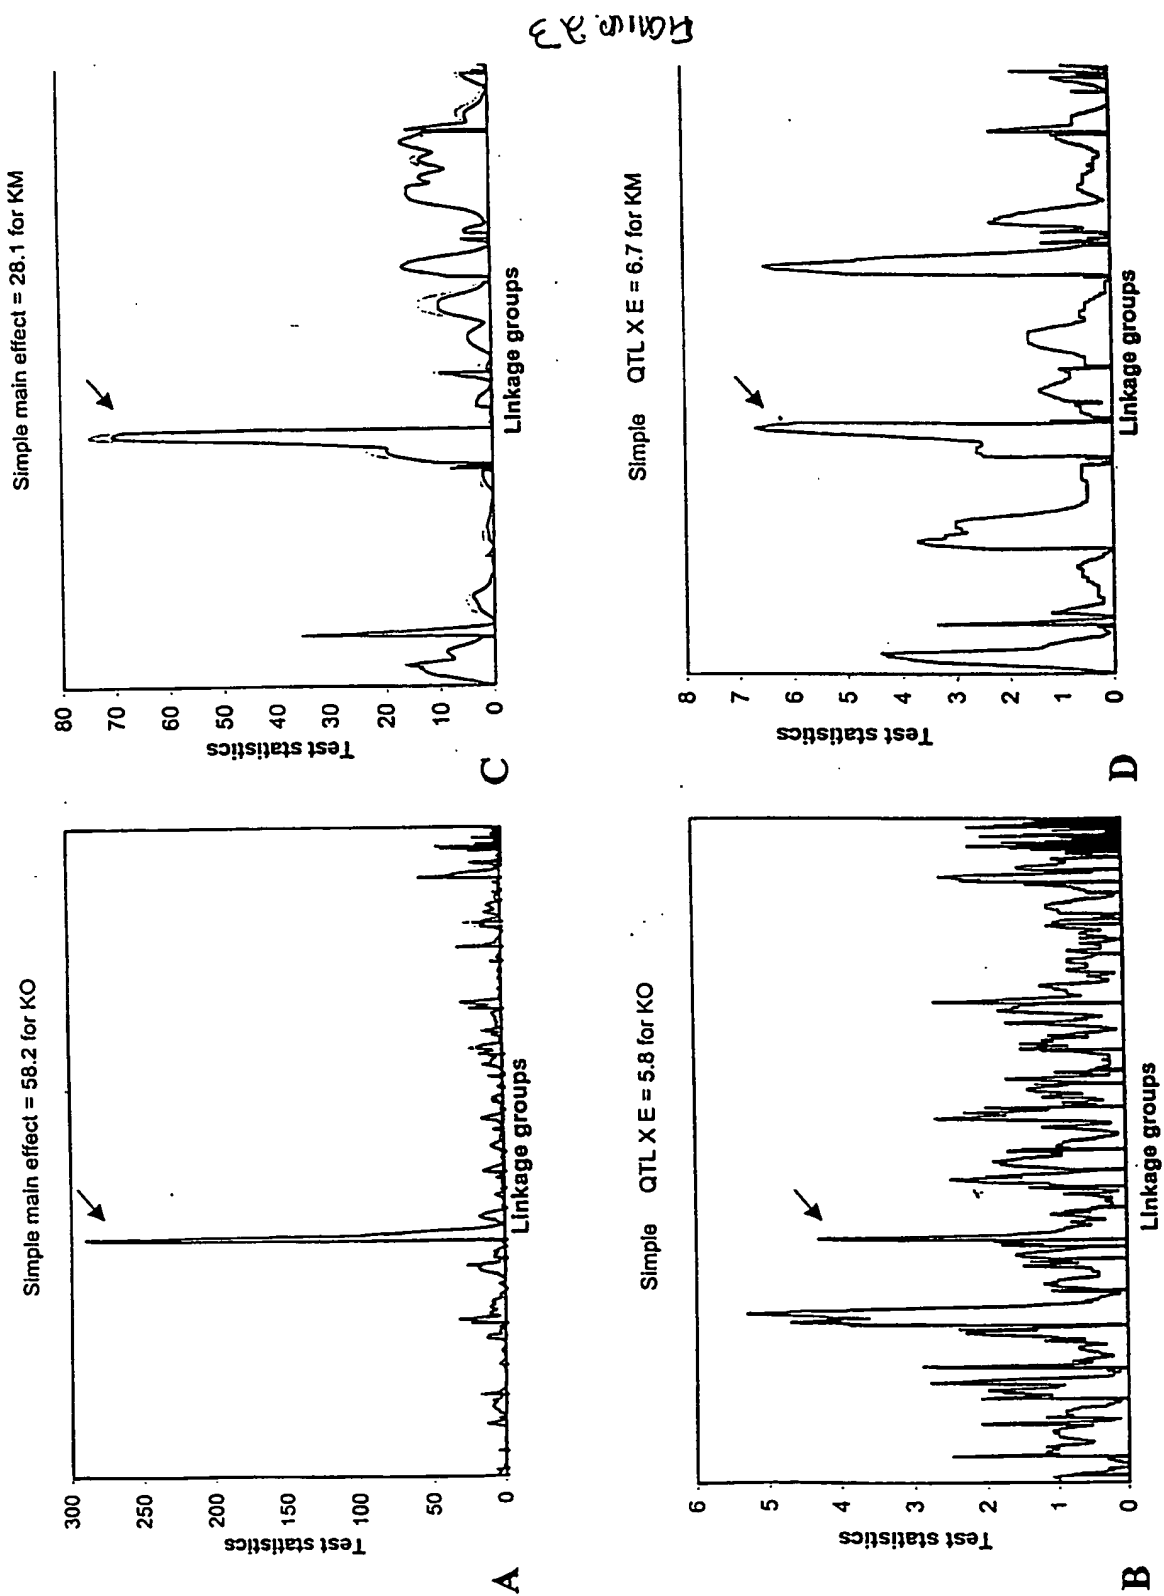 Figure 23
Simple main effect = 58.2 for KO
300
250
200
150
100
50
0
Test statistics
Linkage groups
A
Simple QTL X E = 5.8 for KO
6
5
4
3
2
1
0
Test statistics
Linkage groups
B
Simple main effect = 28.1 for KM
80
70
60
50
40
30
20
10
0
Test statistics
Linkage groups
C
Simple QTL X E = 6.7 for KM
8
7
6
5
4
3
2
1
0
Test statistics
Linkage groups
D